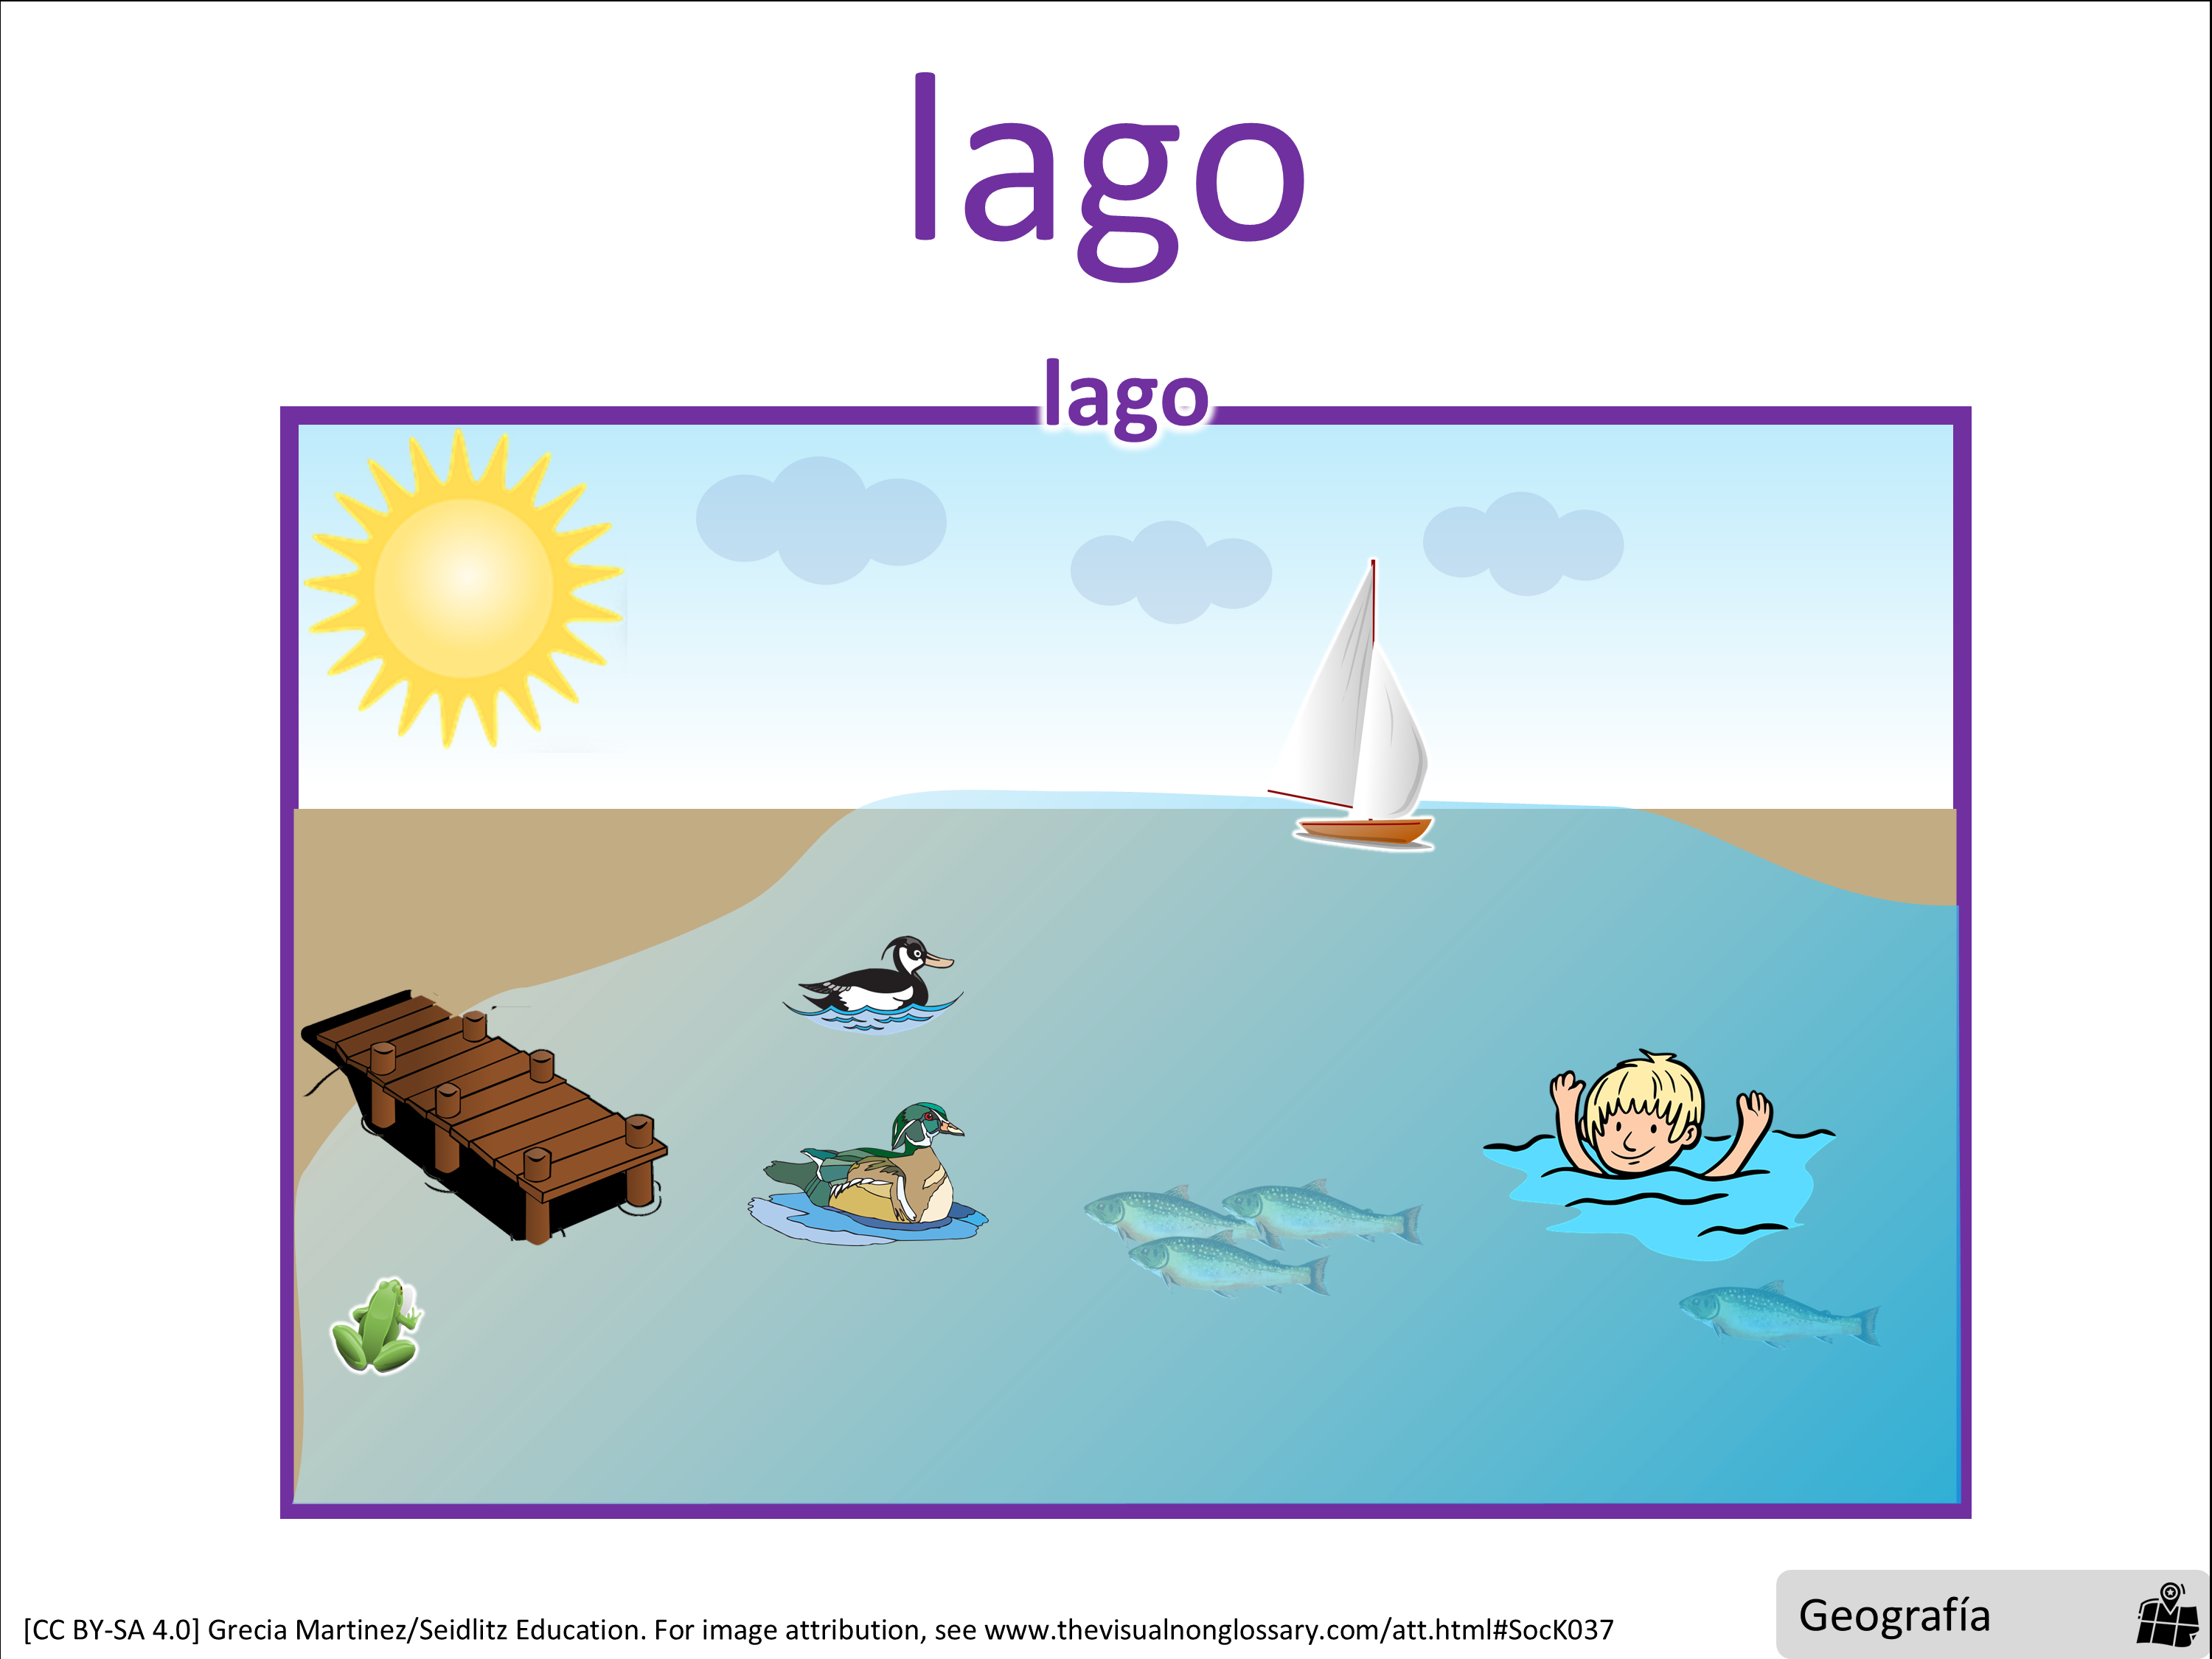 lago
lago
Geografía
[CC BY-SA 4.0] Grecia Martinez/Seidlitz Education. For image attribution, see www.thevisualnonglossary.com/att.html#SocK037